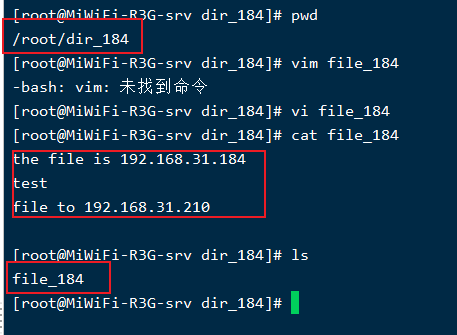 [root@MiWiFi-R3G-srv dir_184]# pwd
/root/dir_184
[root@MiWiFi-R3G-srv dir_184]# vim file_184
-bash: vim: 未找到命令
[root@MiWiFi-R3G-srv dir_184]# vi file_184
[root@MiWiFi-R3G-srv dir_184]# cat file_184
the file is 192.168.31.184
test
file to 192.168.31.210
[root@MiWiFi-R3G-srv dir_184]# ls
file_184
[root@MiWiFi-R3G-srv dir_184]#